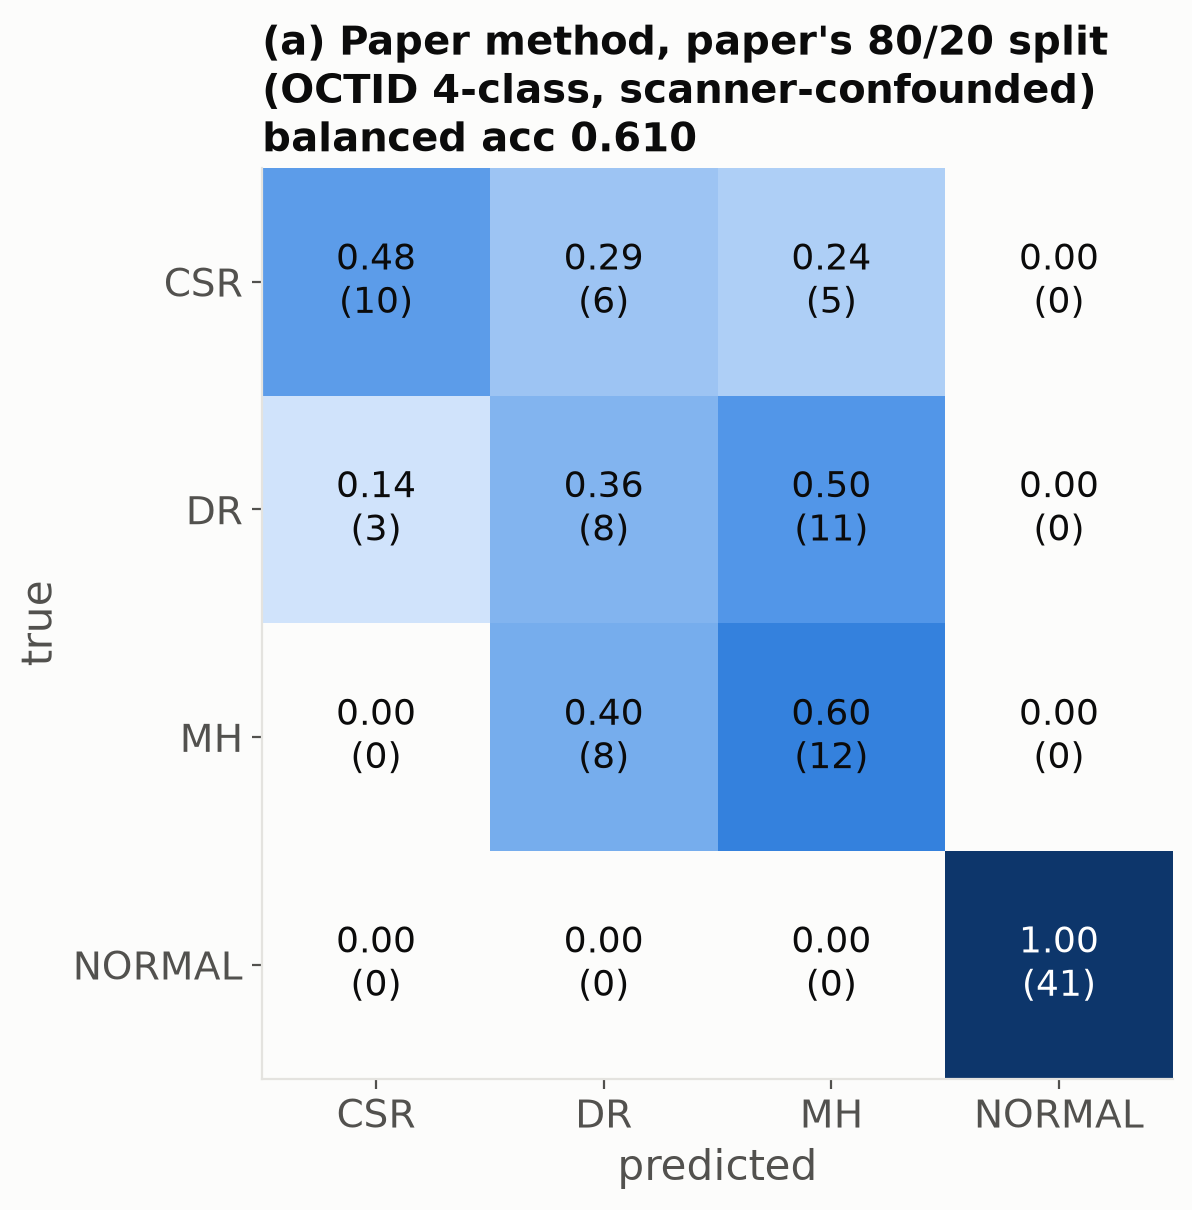 (a) Paper method, paper's 80/20 split
(OCTID 4-class, scanner-confounded)
balanced acc 0.610
CSR
0.48
(10)
0.29
(6)
0.24
(5)
0.00
(0)
DR
0.14
(3)
0.36
(8)
0.50
(11)
0.00
(0)
MH
0.00
(0)
0.40
(8)
0.60
(12)
0.00
(0)
NORMAL
0.00
(0)
0.00
(0)
0.00
(0)
1.00
(41)
true
CSR
DR
MH
NORMAL
predicted